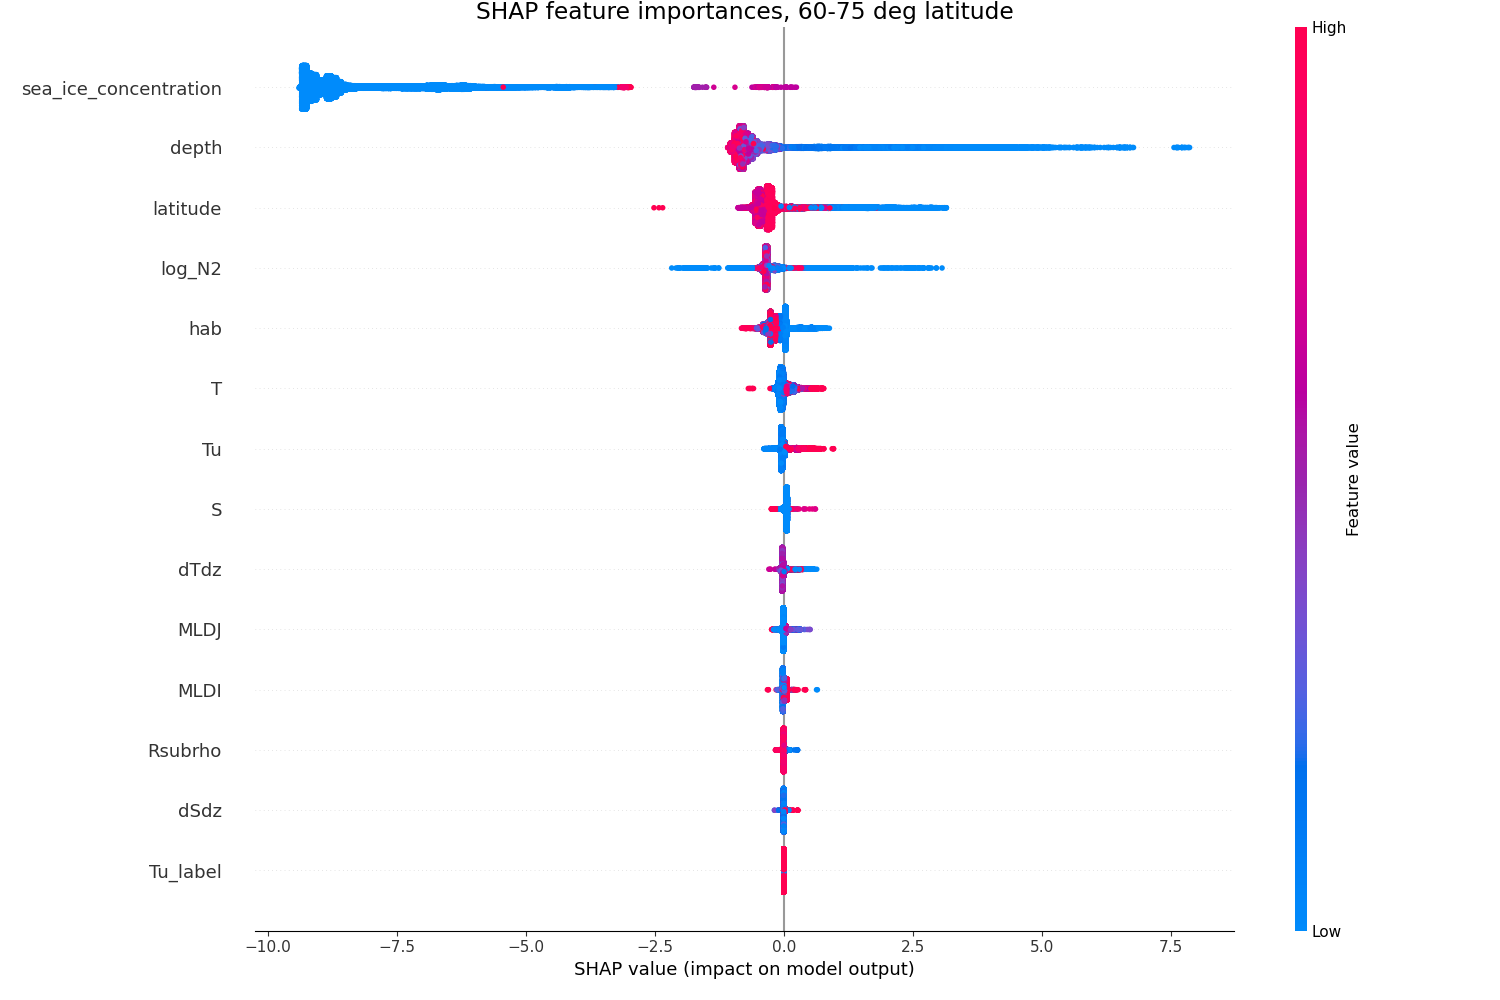 SHAP feature importances, 60-75 deg latitude
High
sea_ice_concentration
depth
latitude
log_N2
hab
T
Tu
S
dTdz
MLDJ
MLDI
Rsubrho
dSdz
Tu_label
Feature value
Low
−10.0 −7.5 −5.0 −2.5 0.0 2.5 5.0 7.5
SHAP value (impact on model output)